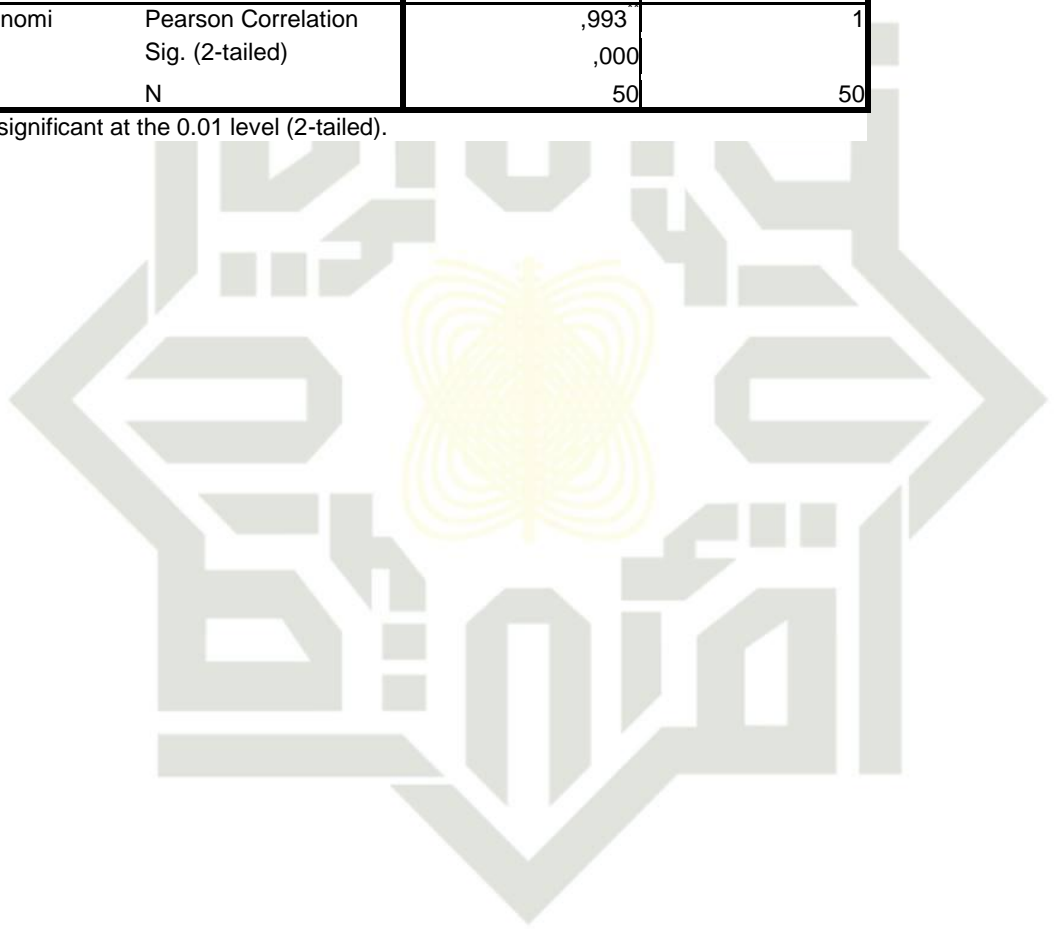 nomi Pearson Correlation ,993** 1
Sig. (2-tailed) ,000
N 50 50
significant at the 0.01 level (2-tailed).